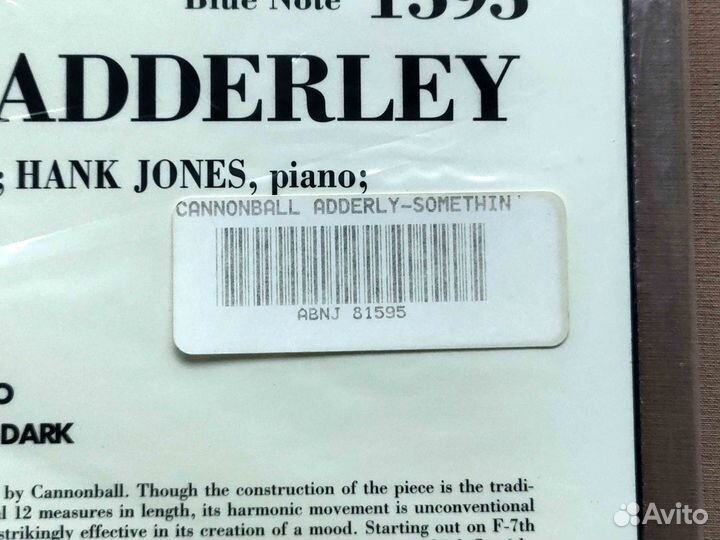 Blue Note 1595
ADDERLEY
; HANK JONES, piano;
CANNONBALL ADDERLY-SOMETHIN'
ABNJ 81595
O
DARK
by Cannonball. Though the construction of the piece is the tradi-
l 12 measures in length, its harmonic movement is unconventional
strikingly effective in its creation of a mood. Starting out on F-7th
Avito